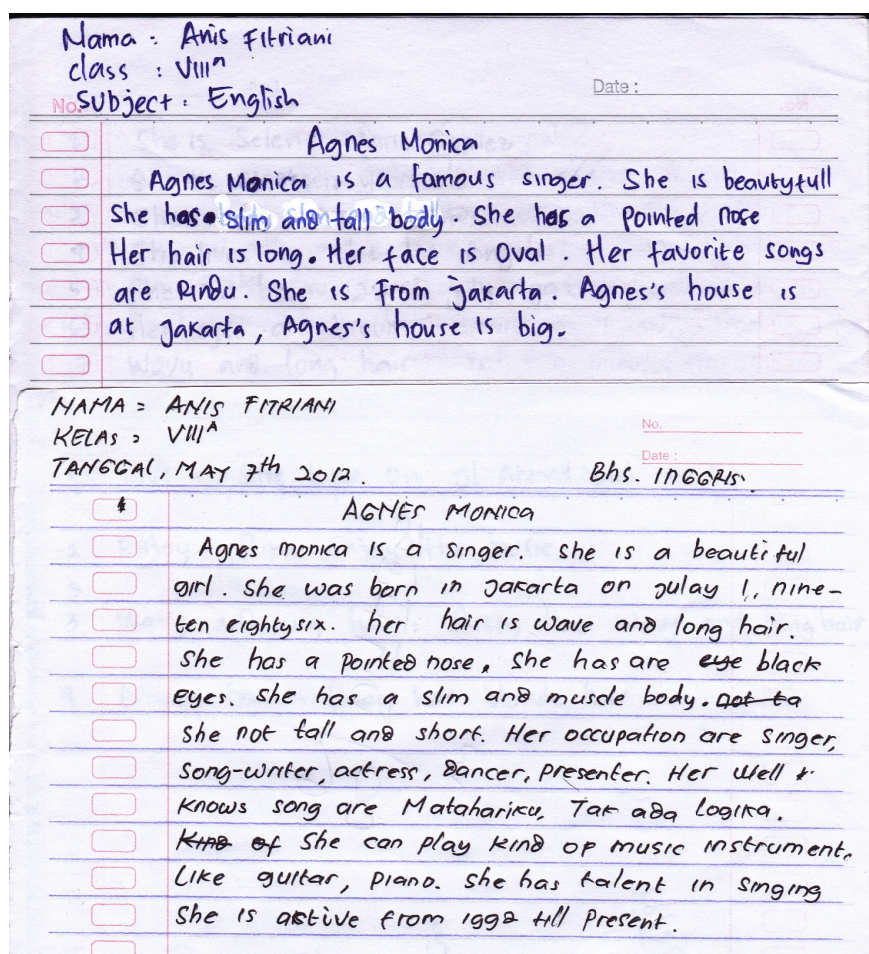 Nama : Anis Fitriani
class : VIIIA
Date :
No. Subject : English
Agnes Monica
Agnes Monica is a famous singer. She is beautyfull
She has slim and tall body. She has a pointed nose
Her hair is long. Her face is oval. Her favorite songs
are Rindu. She is from jakarta. Agnes's house is
at jakarta, Agnes's house is big.
NAMA : ANIS FITRIANI
No.
KELAS : VIIIA
Date :
TANGGAL, MAY 7th 2012. Bhs. INGGRIS.
AGNES MONICA
Agnes monica is a singer. she is a beautiful
girl. She was born in jakarta on julay 1, nine-
ten eightysix. her hair is wave and long hair.
She has a pointed nose, she has are eye black
eyes. she has a slim and muscle body. not ta
She not tall and short. Her occupation are singer,
song-writer, actress, dancer, presenter. Her well
knows song are Matahariku, Tak ada logika.
Kind of She can play kind op music instrument.
Like guitar, piano. she has talent in singing
She is active from 1992 till present.